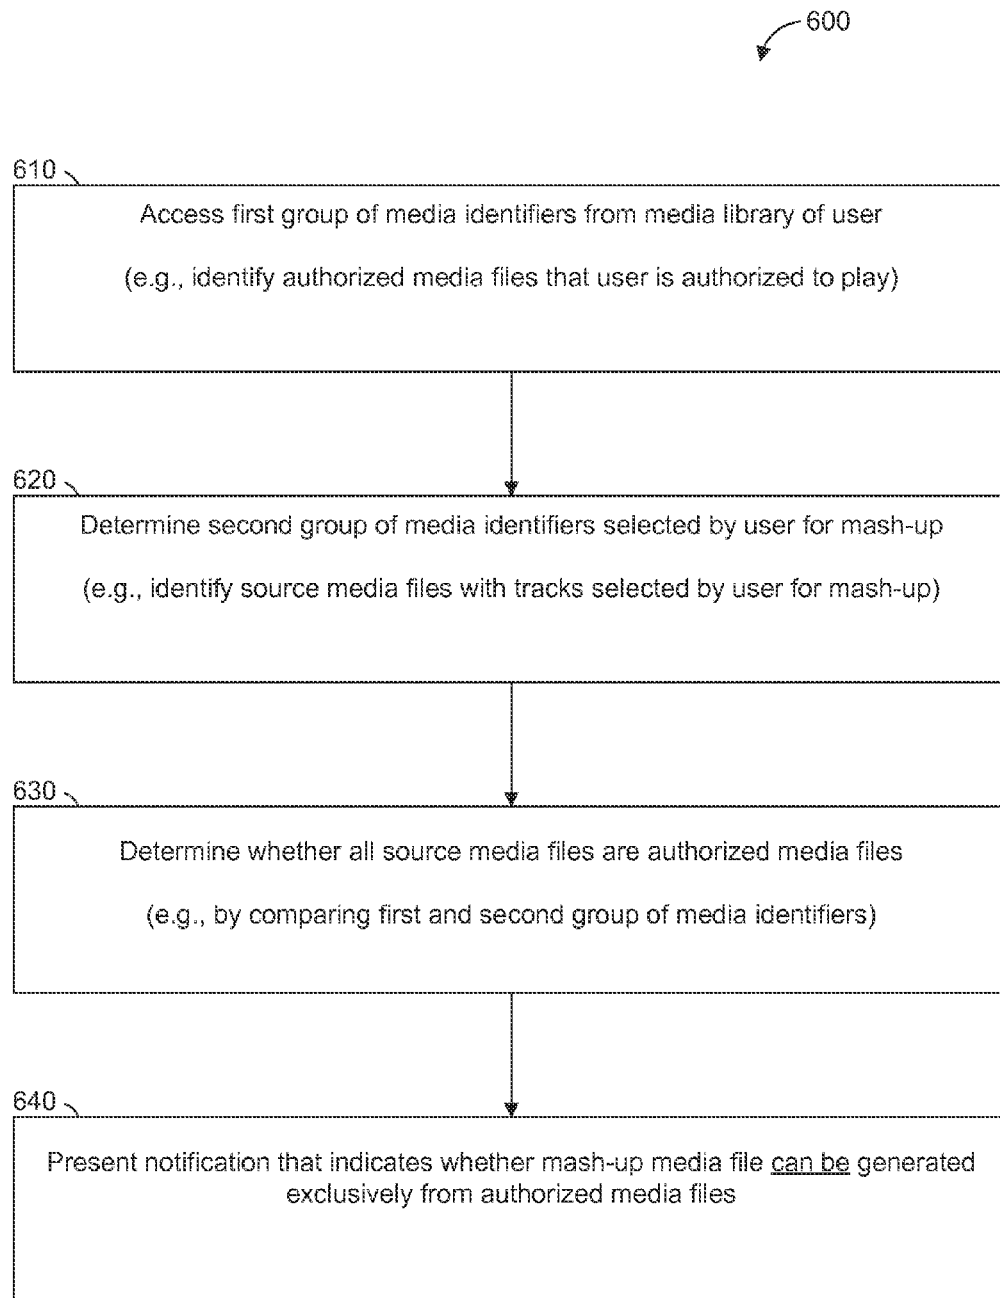 600
610
Access first group of media identifiers from media library of user
(e.g., identify authorized media files that user is authorized to play)
620
Determine second group of media identifiers selected by user for mash-up
(e.g., identify source media files with tracks selected by user for mash-up)
630
Determine whether all source media files are authorized media files
(e.g., by comparing first and second group of media identifiers)
640
Present notification that indicates whether mash-up media file can be generated
exclusively from authorized media files